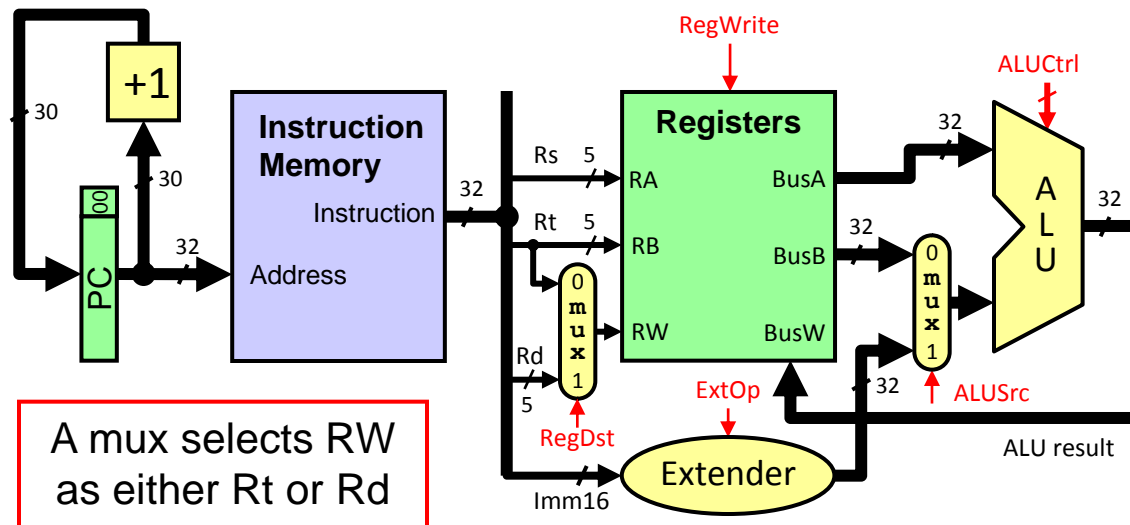 RegWrite
ALUCtrl
+1
30
30
Instruction
Memory
Registers
32
32
Rs 5
RA
BusA
A
L
U
Instruction
32
00
Rt 5
RB
BusB
32
32
Address
PC
0
m
u
x
1
0
m
u
x
1
RW
BusW
Rd
5
32
RegDst
ExtOp
ALUSrc
ALU result
Extender
Imm16
A mux selects RW
as either Rt or Rd